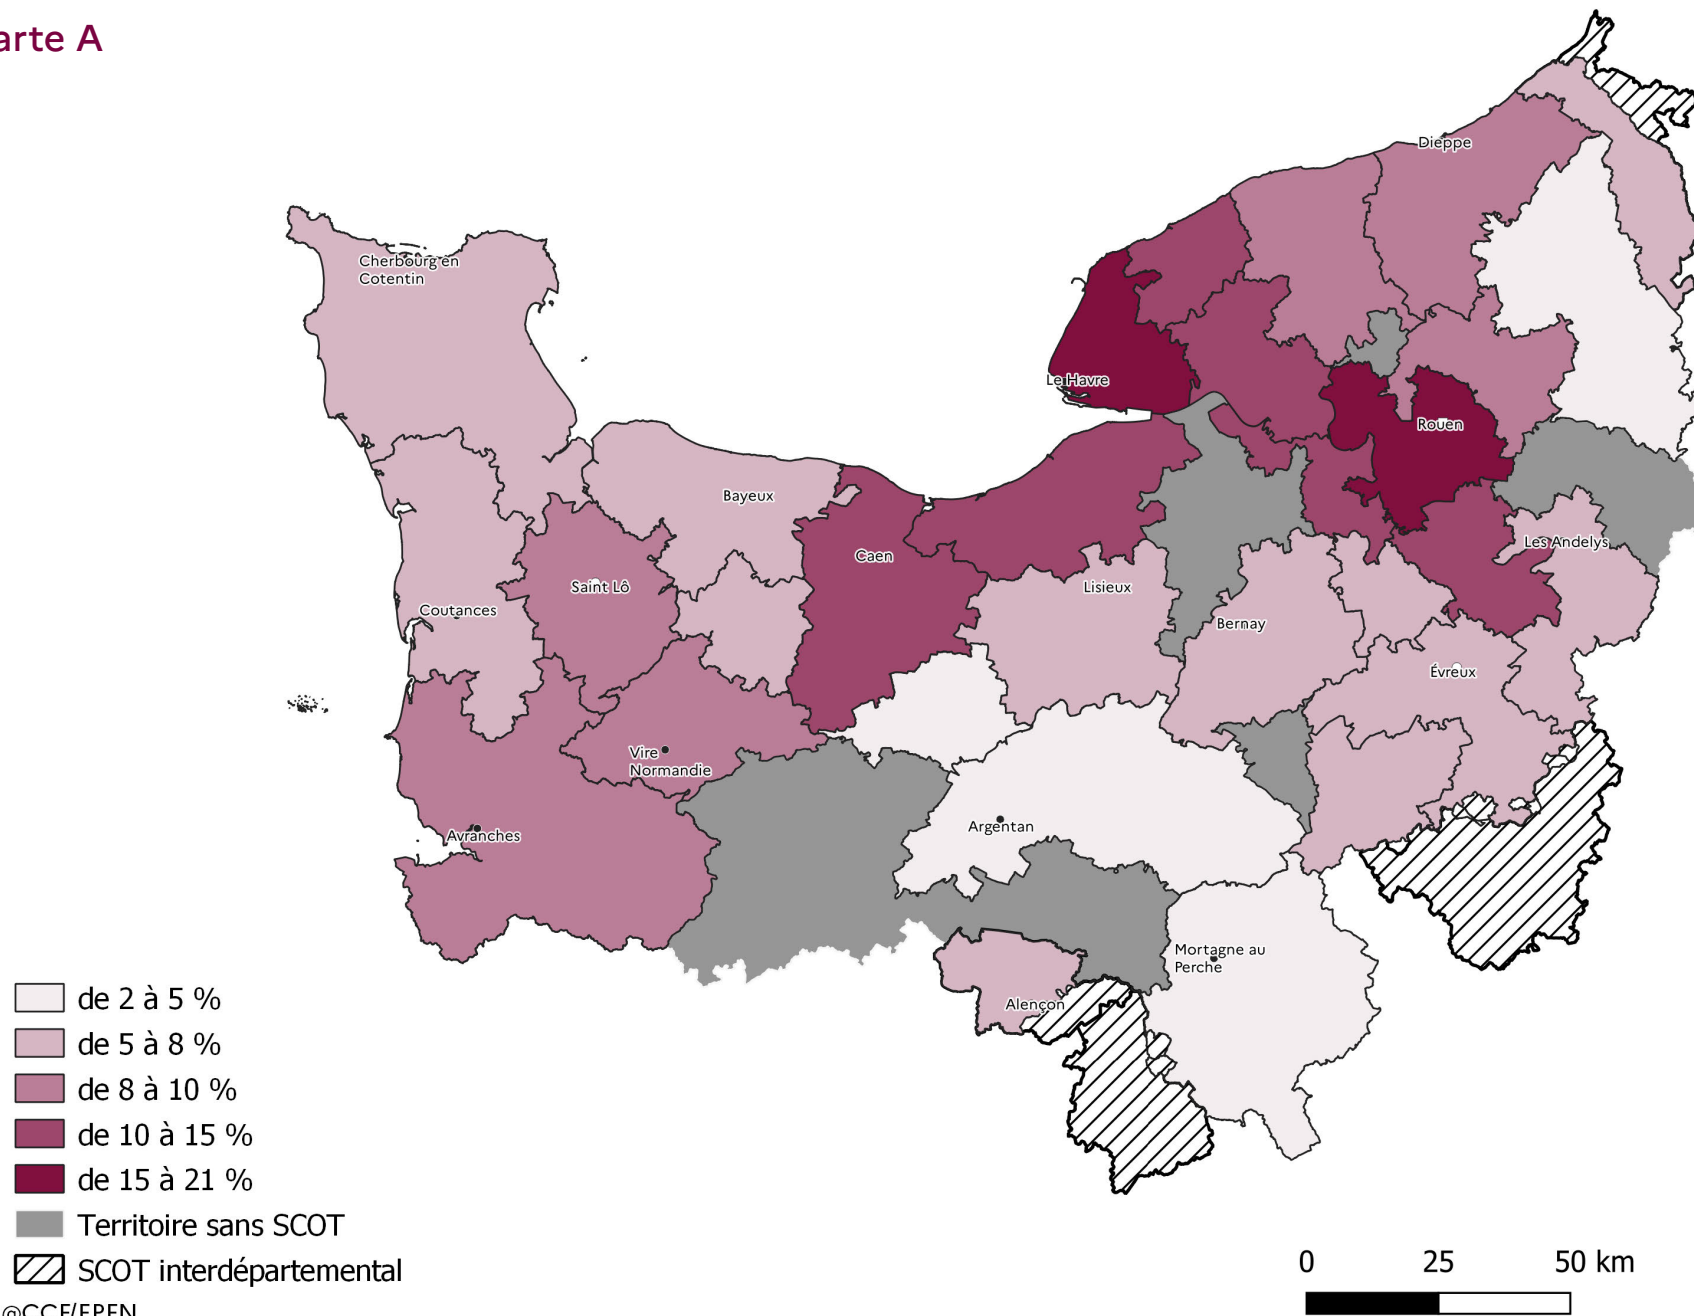 arte A
Dieppe
Cherbourg en
Cotentin
Le Havre
Rouen
Bayeux
Caen
Les Andelys
Saint Lô
Lisieux
Coutances
Bernay
Évreux
Vire
Normandie
Argentan
Avranches
Mortagne au
Perche
Alençon
de 2 à 5 %
de 5 à 8 %
de 8 à 10 %
de 10 à 15 %
de 15 à 21 %
Territoire sans SCOT
SCOT interdépartemental
0 25 50 km
@CCF/EPFN